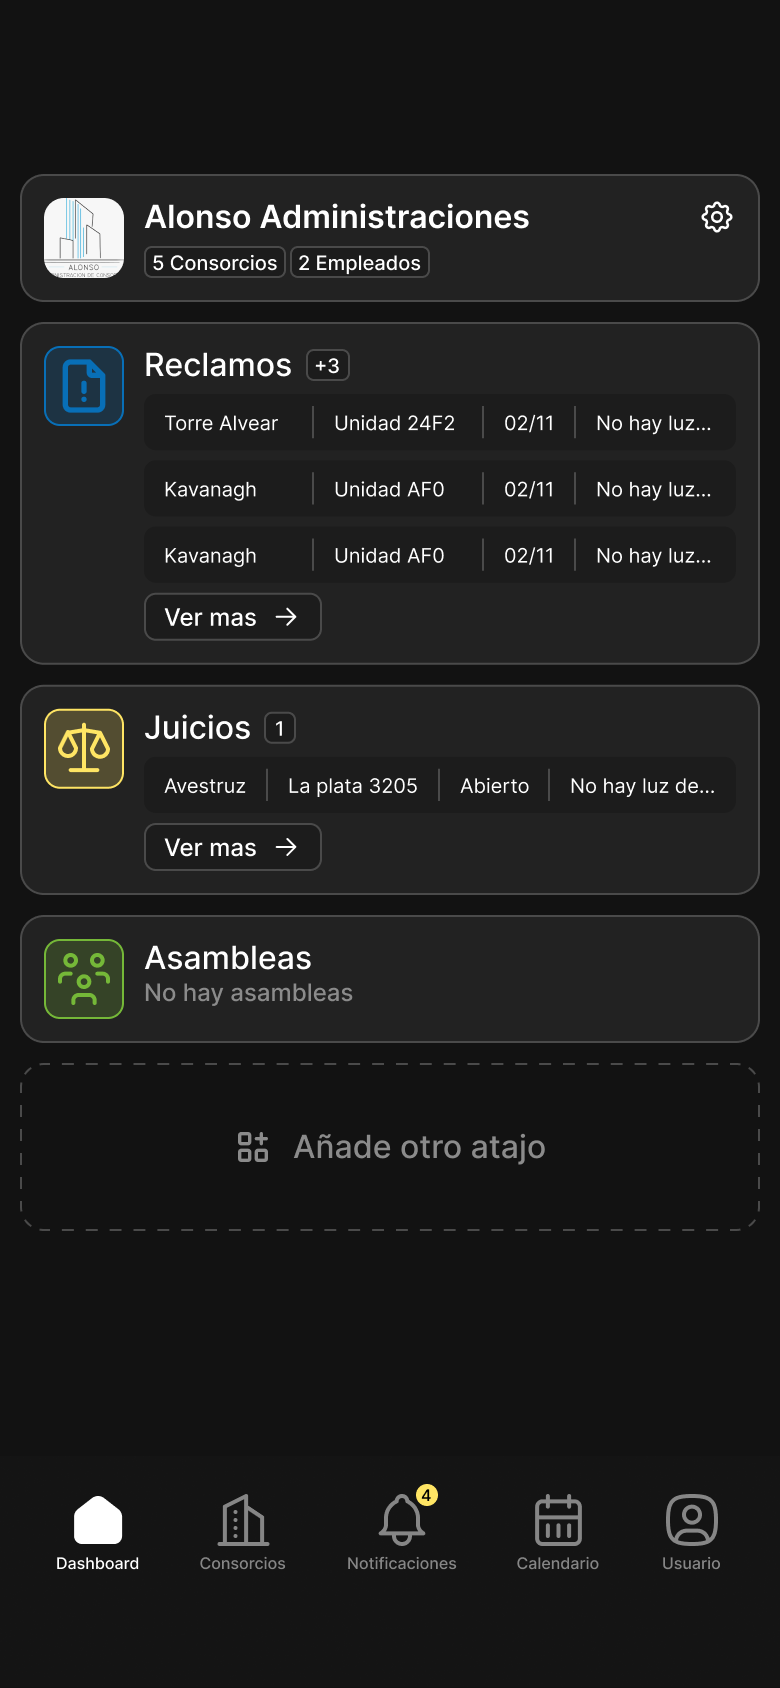 Alonso Administraciones
ALONSO
5 Consorcios 2 Empleados
Reclamos +3
Torre Alvear Unidad 24F2 02/11 No hay luz...
Kavanagh Unidad AF0 02/11 No hay luz...
Kavanagh Unidad AF0 02/11 No hay luz...
Ver mas
Juicios 1
Avestruz La plata 3205 Abierto No hay luz de...
Ver mas
Asambleas
No hay asambleas
Añade otro atajo
4
Dashboard Consorcios Notificaciones Calendario Usuario